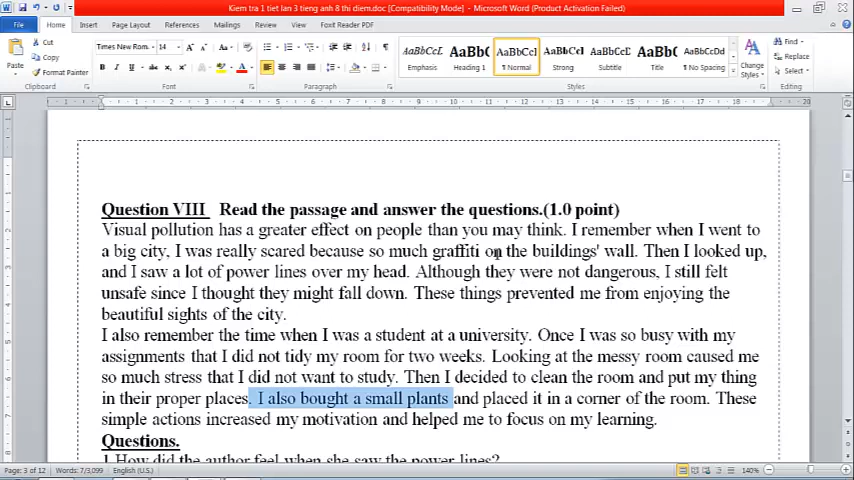 Kiem tra 1 tiet lan 3 tieng anh 8 thi diem.doc [Compatibility Mode] - Microsoft Word (Product Activation Failed)
File Home Insert Page Layout References Mailings Review View Foxit Reader PDF
Paste Cut Copy Format Painter
Times New Rom 14
AaBbCcL AaBbC AaBbCcI AaBbCcI AaBbCcL AaBbC AaBbCcDd
Emphasis Heading 1 ¶ Normal Strong Subtitle Title ¶ No Spacing
Change Styles
Find Replace Select
Clipboard Font Paragraph Styles Editing
Question VIII Read the passage and answer the questions.(1.0 point)
Visual pollution has a greater effect on people than you may think. I remember when I went to
a big city, I was really scared because so much graffiti on the buildings' wall. Then I looked up,
and I saw a lot of power lines over my head. Although they were not dangerous, I still felt
unsafe since I thought they might fall down. These things prevented me from enjoying the
beautiful sights of the city.
I also remember the time when I was a student at a university. Once I was so busy with my
assignments that I did not tidy my room for two weeks. Looking at the messy room caused me
so much stress that I did not want to study. Then I decided to clean the room and put my thing
in their proper places. I also bought a small plants and placed it in a corner of the room. These
simple actions increased my motivation and helped me to focus on my learning.
Questions.
1.How did the author feel when she saw the power lines?
Page: 3 of 12 Words: 7/3,099 English (U.S.) 140%